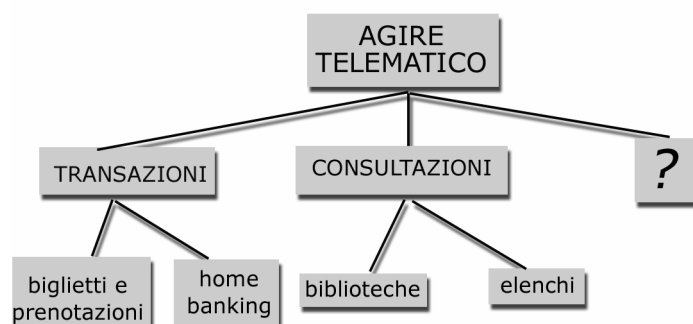 AGIRE
TELEMATICO
TRANSAZIONI
CONSULTAZIONI
?
biglietti e
prenotazioni
home
banking
biblioteche
elenchi